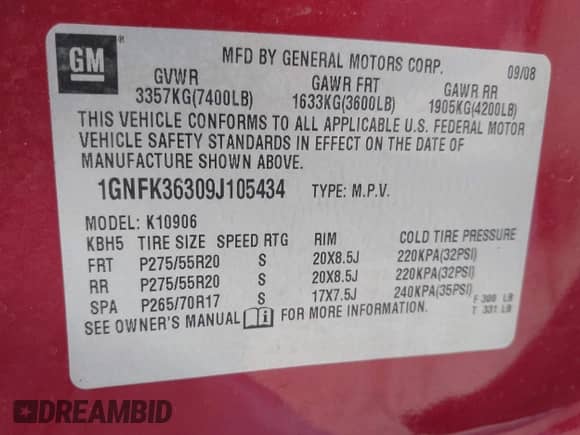 GM ®
MFD BY GENERAL MOTORS CORP. 09/08
GVWR GAWR FRT GAWR RR
3357KG(7400LB) 1633KG(3600LB) 1905KG(4200LB)
THIS VEHICLE CONFORMS TO ALL APPLICABLE U.S. FEDERAL MOTOR
VEHICLE SAFETY STANDARDS IN EFFECT ON THE DATE OF
MANUFACTURE SHOWN ABOVE.
1GNFK36309J105434 TYPE: M.P.V.
MODEL: K10906
KBH5 TIRE SIZE SPEED RTG RIM COLD TIRE PRESSURE
FRT P275/55R20 S 20X8.5J 220KPA(32PSI)
RR P275/55R20 S 20X8.5J 220KPA(32PSI)
SPA P265/70R17 S 17X7.5J 240KPA(35PSI)
F 300 LB
SEE OWNER'S MANUAL i FOR MORE INFORMATION.
T 331 LB
DREAMBID